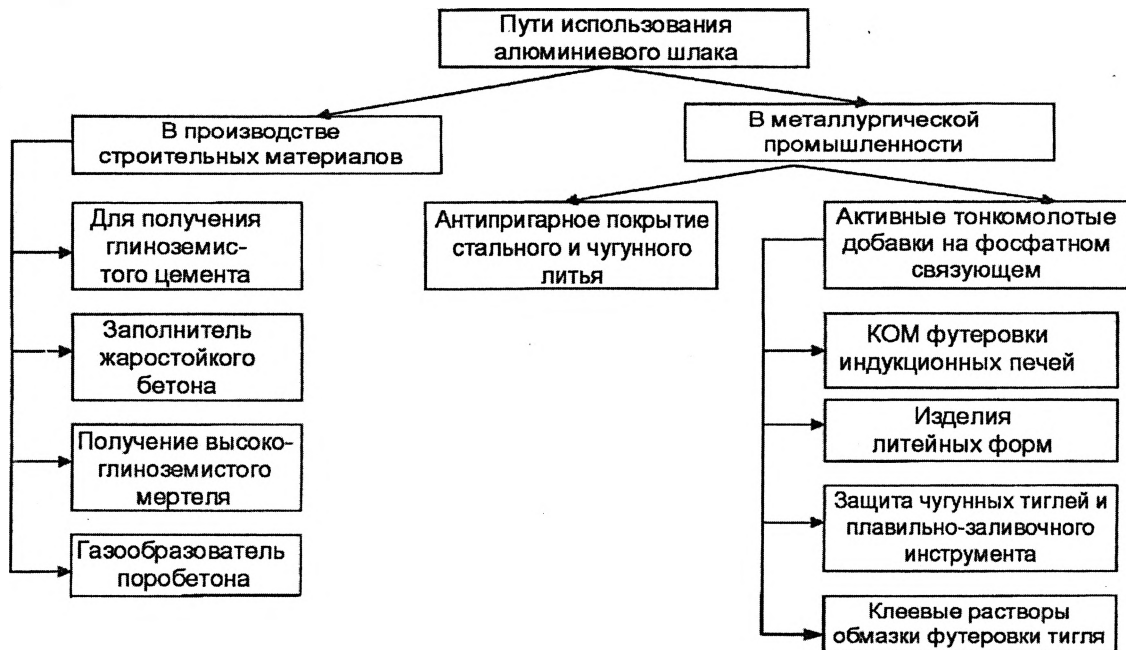 Пути использования
алюминиевого шлака
В производстве
строительных материалов
В металлургической
промышленности
Для получения
глиноземис-
того цемента
Заполнитель
жаростойкого
бетона
Получение высоко-
глиноземистого
мертеля
Газообразователь
поробетона
Антипригарное покрытие
стального и чугунного
литья
Активные тонкомолотые
добавки на фосфатном
связующем
КОМ футеровки
индукционных печей
Изделия
литейных форм
Защита чугунных тиглей и
плавильно-заливочного
инструмента
Клеевые растворы
обмазки футеровки тигля